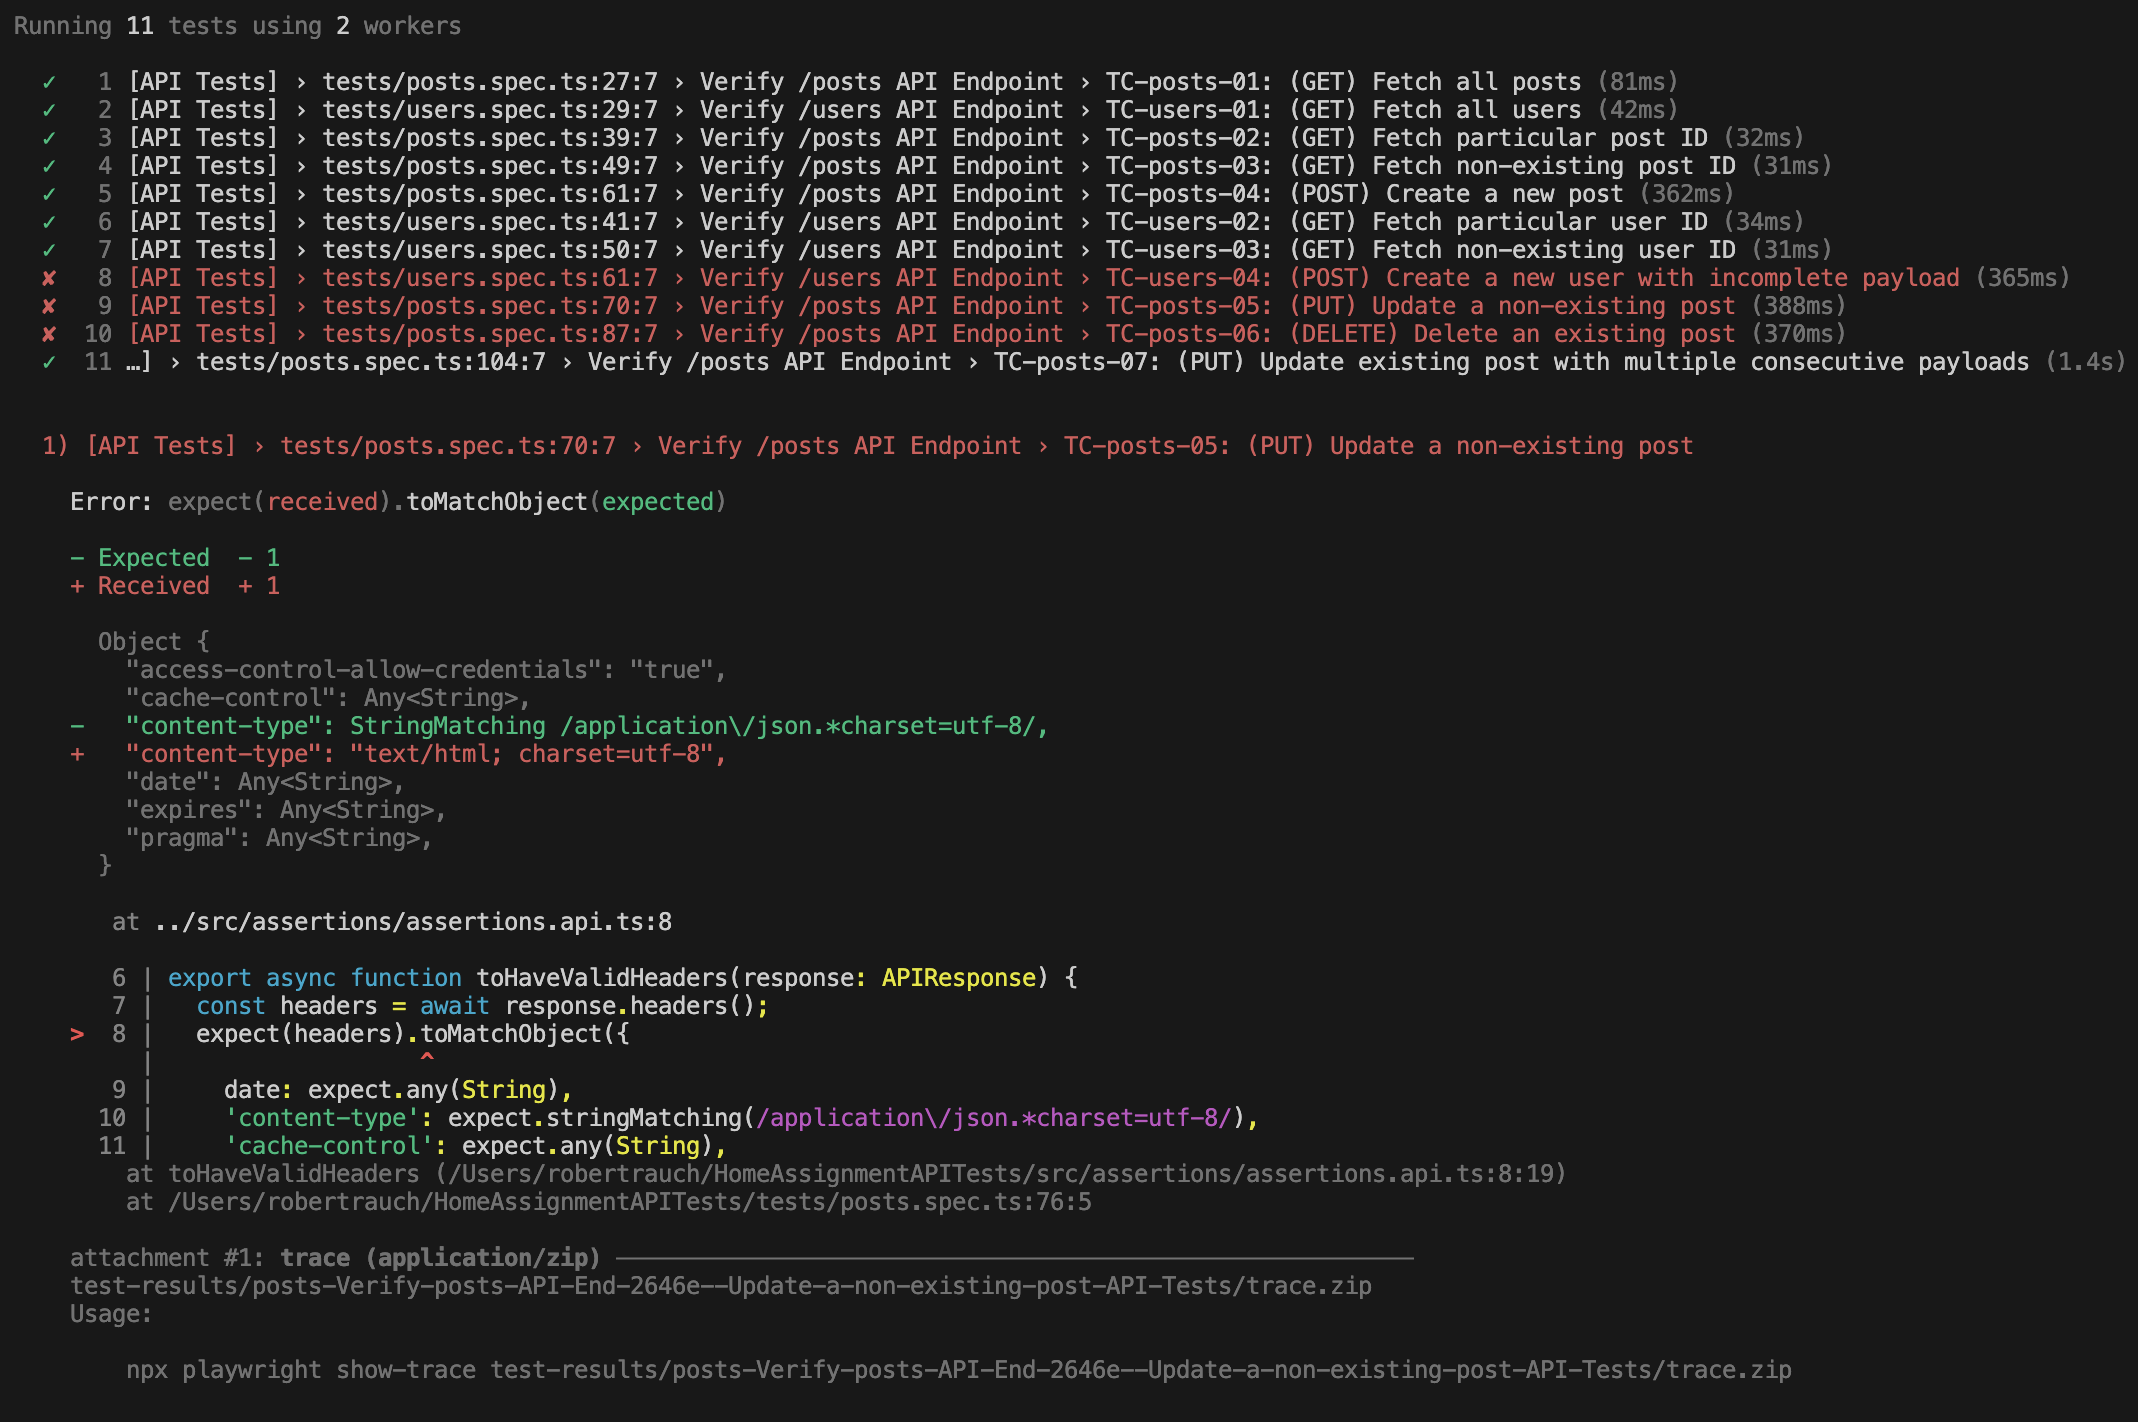 Running 11 tests using 2 workers
✓ 1 [API Tests] › tests/posts.spec.ts:27:7 › Verify /posts API Endpoint › TC-posts-01: (GET) Fetch all posts (81ms)
✓ 2 [API Tests] › tests/users.spec.ts:29:7 › Verify /users API Endpoint › TC-users-01: (GET) Fetch all users (42ms)
✓ 3 [API Tests] › tests/posts.spec.ts:39:7 › Verify /posts API Endpoint › TC-posts-02: (GET) Fetch particular post ID (32ms)
✓ 4 [API Tests] › tests/posts.spec.ts:49:7 › Verify /posts API Endpoint › TC-posts-03: (GET) Fetch non-existing post ID (31ms)
✓ 5 [API Tests] › tests/posts.spec.ts:61:7 › Verify /posts API Endpoint › TC-posts-04: (POST) Create a new post (362ms)
✓ 6 [API Tests] › tests/users.spec.ts:41:7 › Verify /users API Endpoint › TC-users-02: (GET) Fetch particular user ID (34ms)
✓ 7 [API Tests] › tests/users.spec.ts:50:7 › Verify /users API Endpoint › TC-users-03: (GET) Fetch non-existing user ID (31ms)
✘ 8 [API Tests] › tests/users.spec.ts:61:7 › Verify /users API Endpoint › TC-users-04: (POST) Create a new user with incomplete payload (365ms)
✘ 9 [API Tests] › tests/posts.spec.ts:70:7 › Verify /posts API Endpoint › TC-posts-05: (PUT) Update a non-existing post (388ms)
✘ 10 [API Tests] › tests/posts.spec.ts:87:7 › Verify /posts API Endpoint › TC-posts-06: (DELETE) Delete an existing post (370ms)
✓ 11 …] › tests/posts.spec.ts:104:7 › Verify /posts API Endpoint › TC-posts-07: (PUT) Update existing post with multiple consecutive payloads (1.4s)
1) [API Tests] › tests/posts.spec.ts:70:7 › Verify /posts API Endpoint › TC-posts-05: (PUT) Update a non-existing post
Error: expect(received).toMatchObject(expected)
- Expected - 1
+ Received + 1
Object {
"access-control-allow-credentials": "true",
"cache-control": Any<String>,
- "content-type": StringMatching /application\/json.*charset=utf-8/,
+ "content-type": "text/html; charset=utf-8",
"date": Any<String>,
"expires": Any<String>,
"pragma": Any<String>,
}
at ../src/assertions/assertions.api.ts:8
6 | export async function toHaveValidHeaders(response: APIResponse) {
7 | const headers = await response.headers();
> 8 | expect(headers).toMatchObject({
| ^
9 | date: expect.any(String),
10 | 'content-type': expect.stringMatching(/application\/json.*charset=utf-8/),
11 | 'cache-control': expect.any(String),
at toHaveValidHeaders (/Users/robertrauch/HomeAssignmentAPITests/src/assertions/assertions.api.ts:8:19)
at /Users/robertrauch/HomeAssignmentAPITests/tests/posts.spec.ts:76:5
attachment #1: trace (application/zip) ─────────────────────────────────────────────────────────
test-results/posts-Verify-posts-API-End-2646e--Update-a-non-existing-post-API-Tests/trace.zip
Usage:
npx playwright show-trace test-results/posts-Verify-posts-API-End-2646e--Update-a-non-existing-post-API-Tests/trace.zip